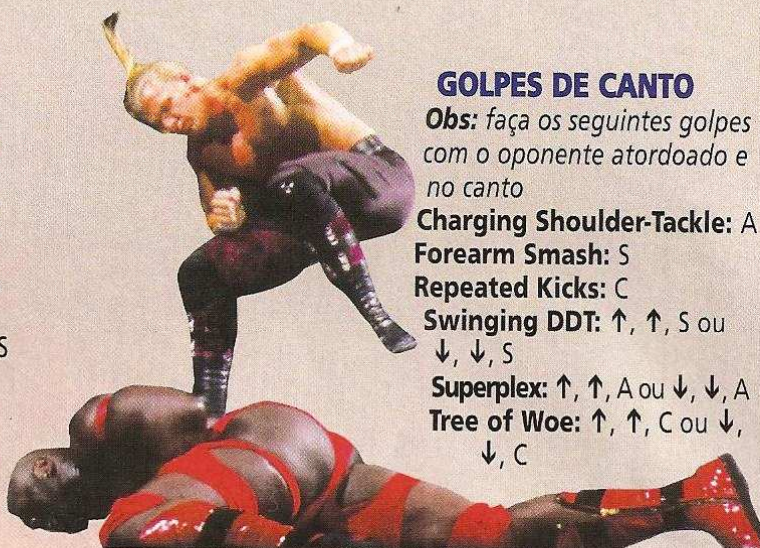 GOLPES DE CANTO
Obs: faça os seguintes golpes
com o oponente atordoado e
no canto
Charging Shoulder-Tackle: A
Forearm Smash: S
Repeated Kicks: C
Swinging DDT: ↑, ↑, S ou
↓, ↓, S
Superplex: ↑, ↑, A ou ↓, ↓, A
Tree of Woe: ↑, ↑, C ou ↓,
↓, C
S